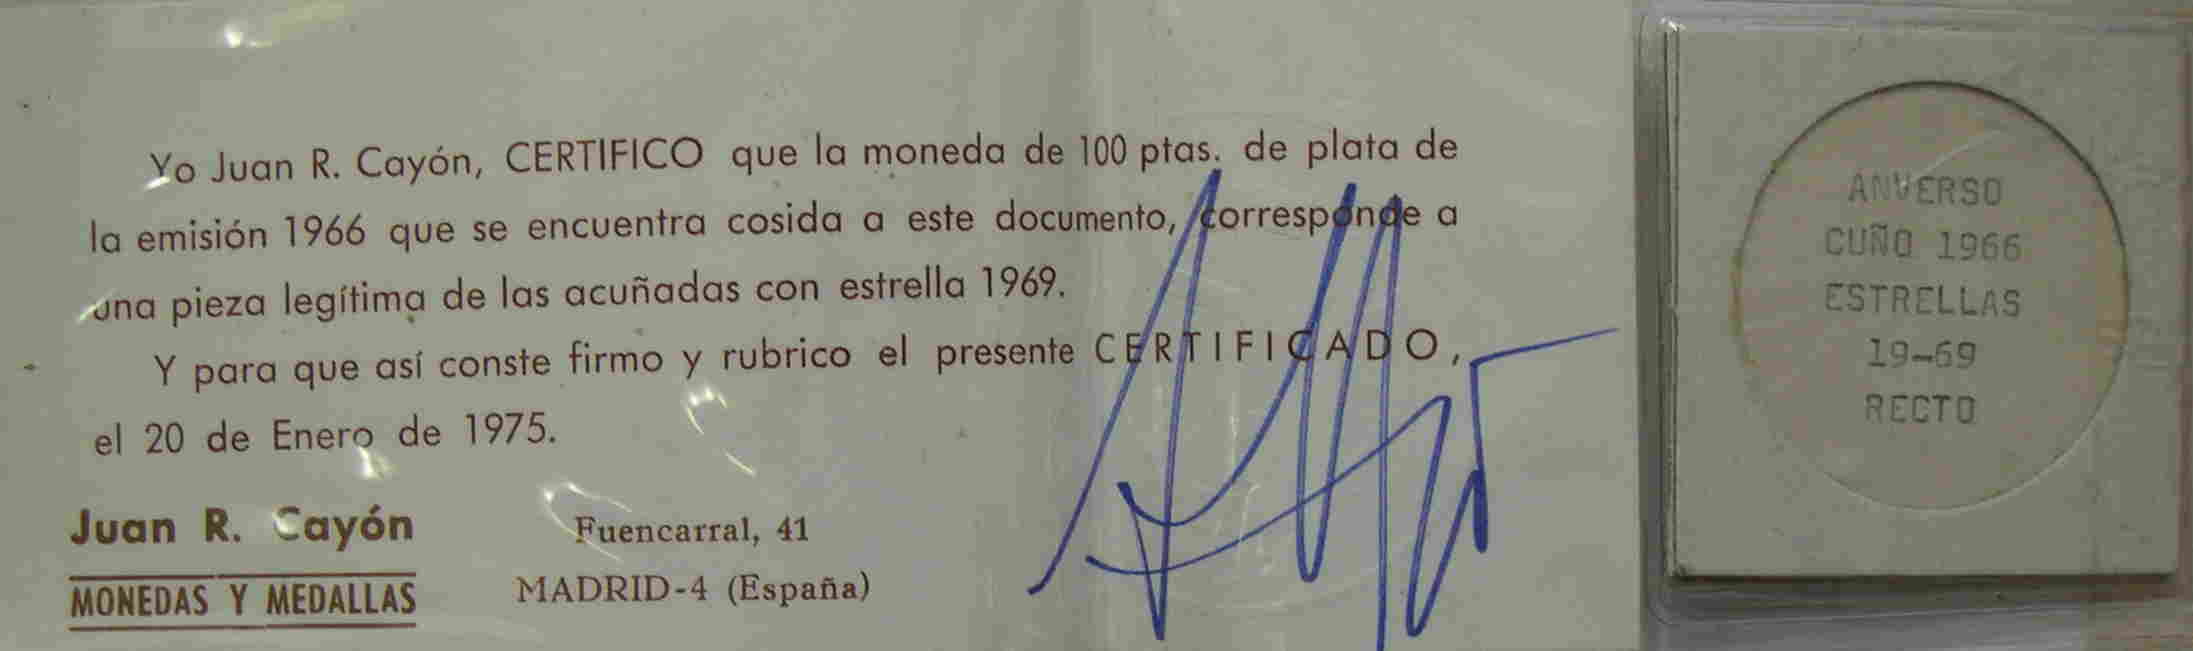 Yo Juan R. Cayón, CERTIFICO que la moneda de 100 ptas. de plata de
la emisión 1966 que se encuentra cosida a este documento, corresponde a
una pieza legítima de las acuñadas con estrella 1969.
Y para que así conste firmo y rubrico el presente CERTIFICADO,
el 20 de Enero de 1975.
Juan R. Cayón
MONEDAS Y MEDALLAS
Fuencarral, 41
MADRID-4 (España)
ANVERSO
CUÑO 1966
ESTRELLAS
19-69
RECTO